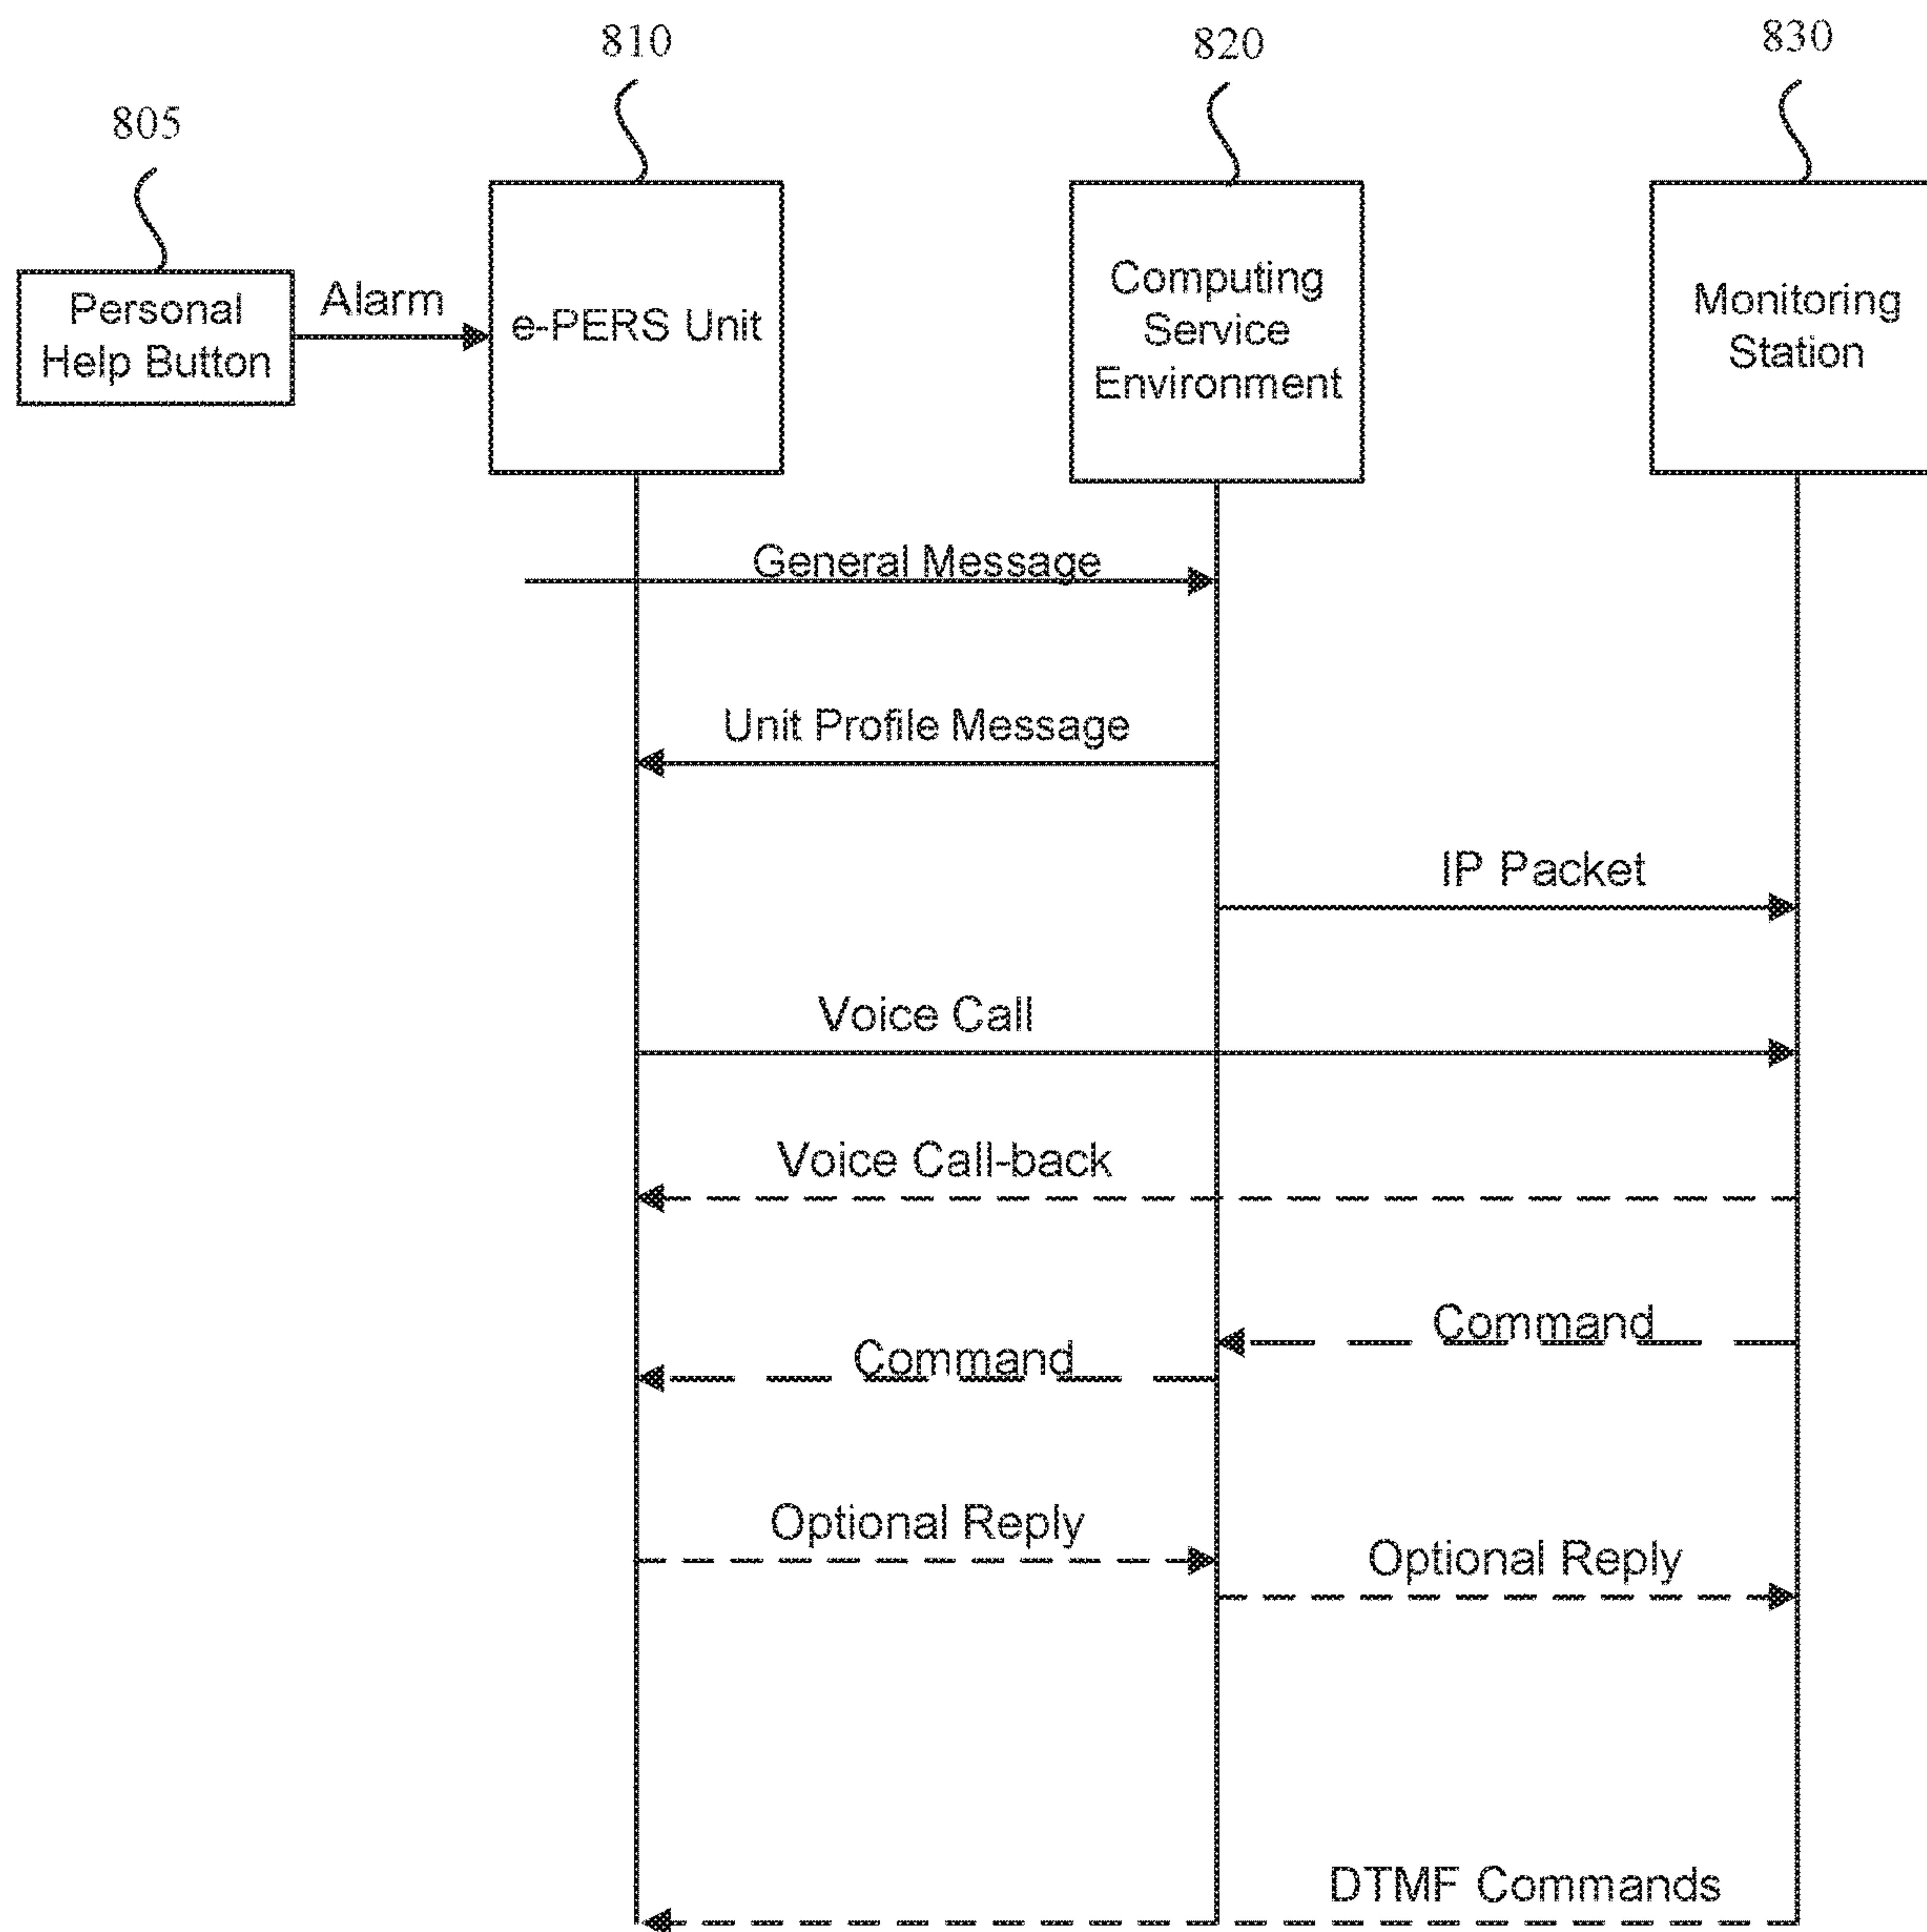 810
820
830
805
Personal
Help Button
Alarm
e-PERS Unit
Computing
Service
Environment
Monitoring
Station
General Message
Unit Profile Message
IP Packet
Voice Call
Voice Call-back
Command
Command
Optional Reply
Optional Reply
DTMF Commands